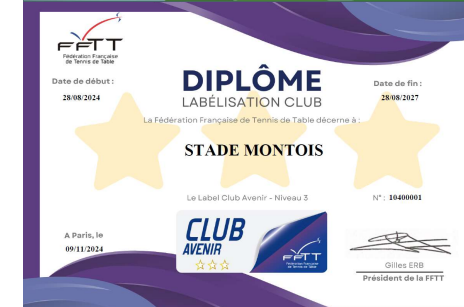 FFTT
Fédération Française
de Tennis de Table
Date de début :
28/08/2024
DIPLÔME
LABÉLISATION CLUB
Date de fin :
28/08/2027
La Fédération Française de Tennis de Table décerne à :
STADE MONTOIS
Le Label Club Avenir - Niveau 3
N° : 10400001
A Paris, le
09/11/2024
CLUB
AVENIR
FFTT
Fédération Française
de Tennis de Table
Gilles ERB
Président de la FFTT